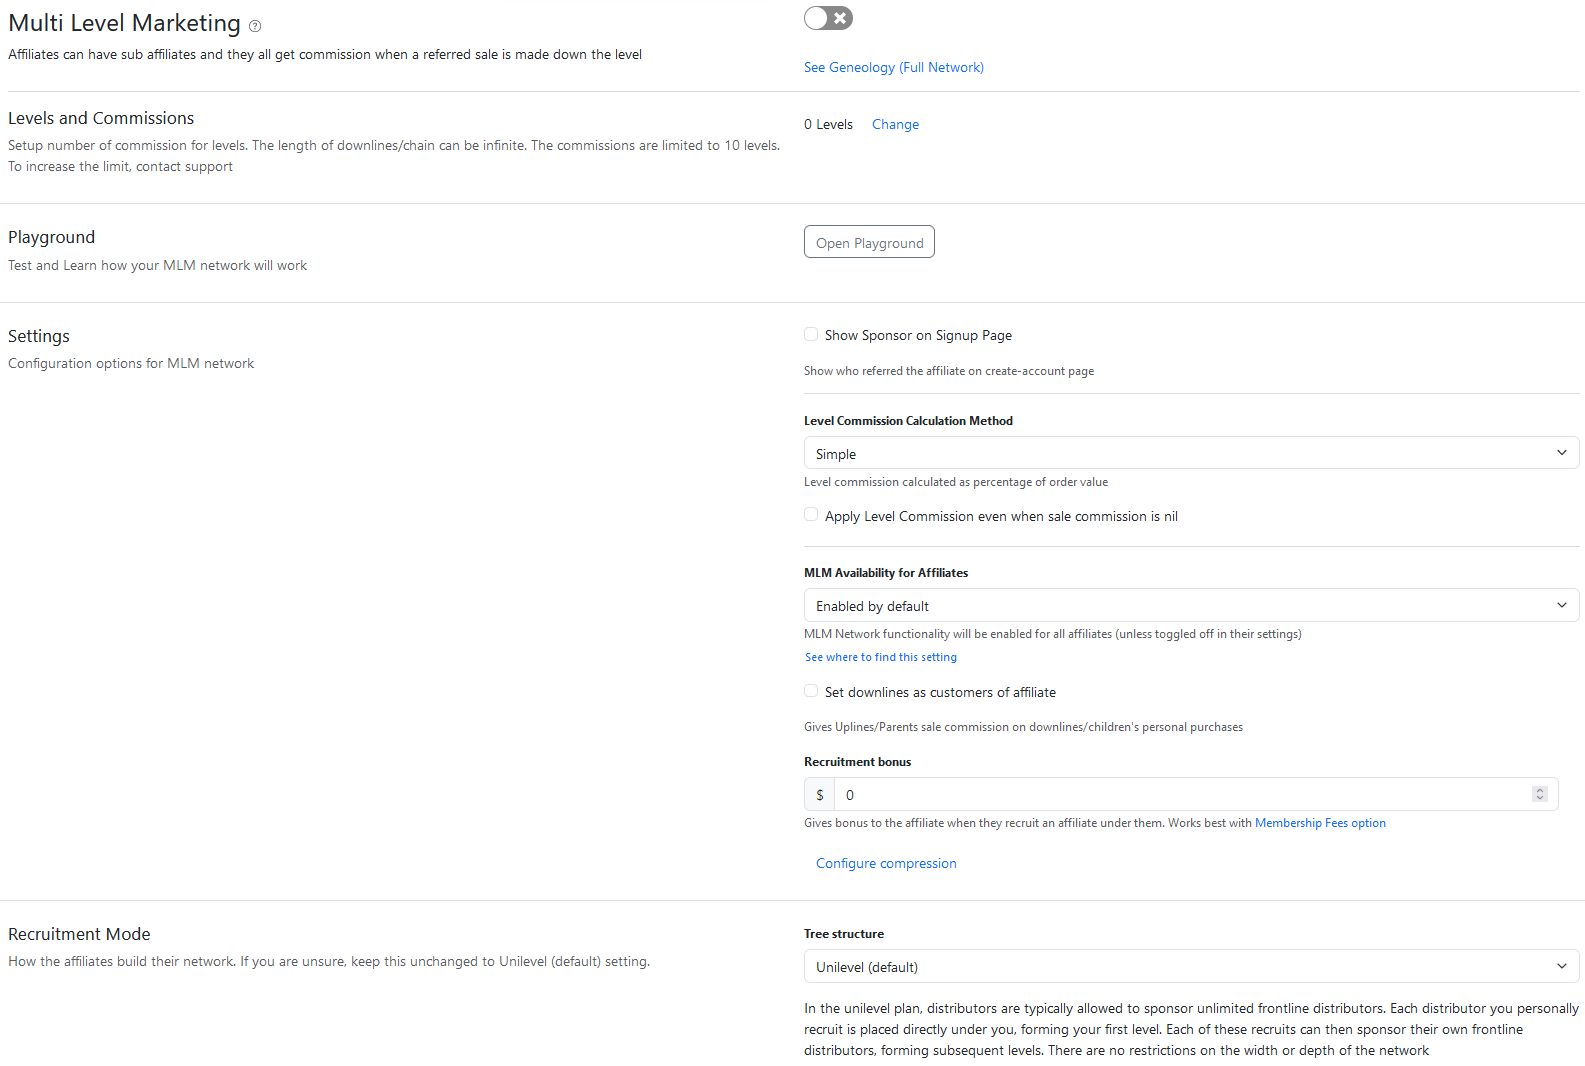 Multi Level Marketing
Affiliates can have sub affiliates and they all get commission when a referred sale is made down the level
See Geneology (Full Network)
Levels and Commissions
Setup number of commission for levels. The length of downlines/chain can be infinite. The commissions are limited to 10 levels.
To increase the limit, contact support
0 Levels Change
Playground
Test and Learn how your MLM network will work
Open Playground
Settings
Configuration options for MLM network
Show Sponsor on Signup Page
Show who referred the affiliate on create-account page
Level Commission Calculation Method
Simple
Level commission calculated as percentage of order value
Apply Level Commission even when sale commission is nil
MLM Availability for Affiliates
Enabled by default
MLM Network functionality will be enabled for all affiliates (unless toggled off in their settings)
See where to find this setting
Set downlines as customers of affiliate
Gives Uplines/Parents sale commission on downlines/children's personal purchases
Recruitment bonus
$ 0
Gives bonus to the affiliate when they recruit an affiliate under them. Works best with Membership Fees option
Configure compression
Recruitment Mode
How the affiliates build their network. If you are unsure, keep this unchanged to Unilevel (default) setting.
Tree structure
Unilevel (default)
In the unilevel plan, distributors are typically allowed to sponsor unlimited frontline distributors. Each distributor you personally
recruit is placed directly under you, forming your first level. Each of these recruits can then sponsor their own frontline
distributors, forming subsequent levels. There are no restrictions on the width or depth of the network